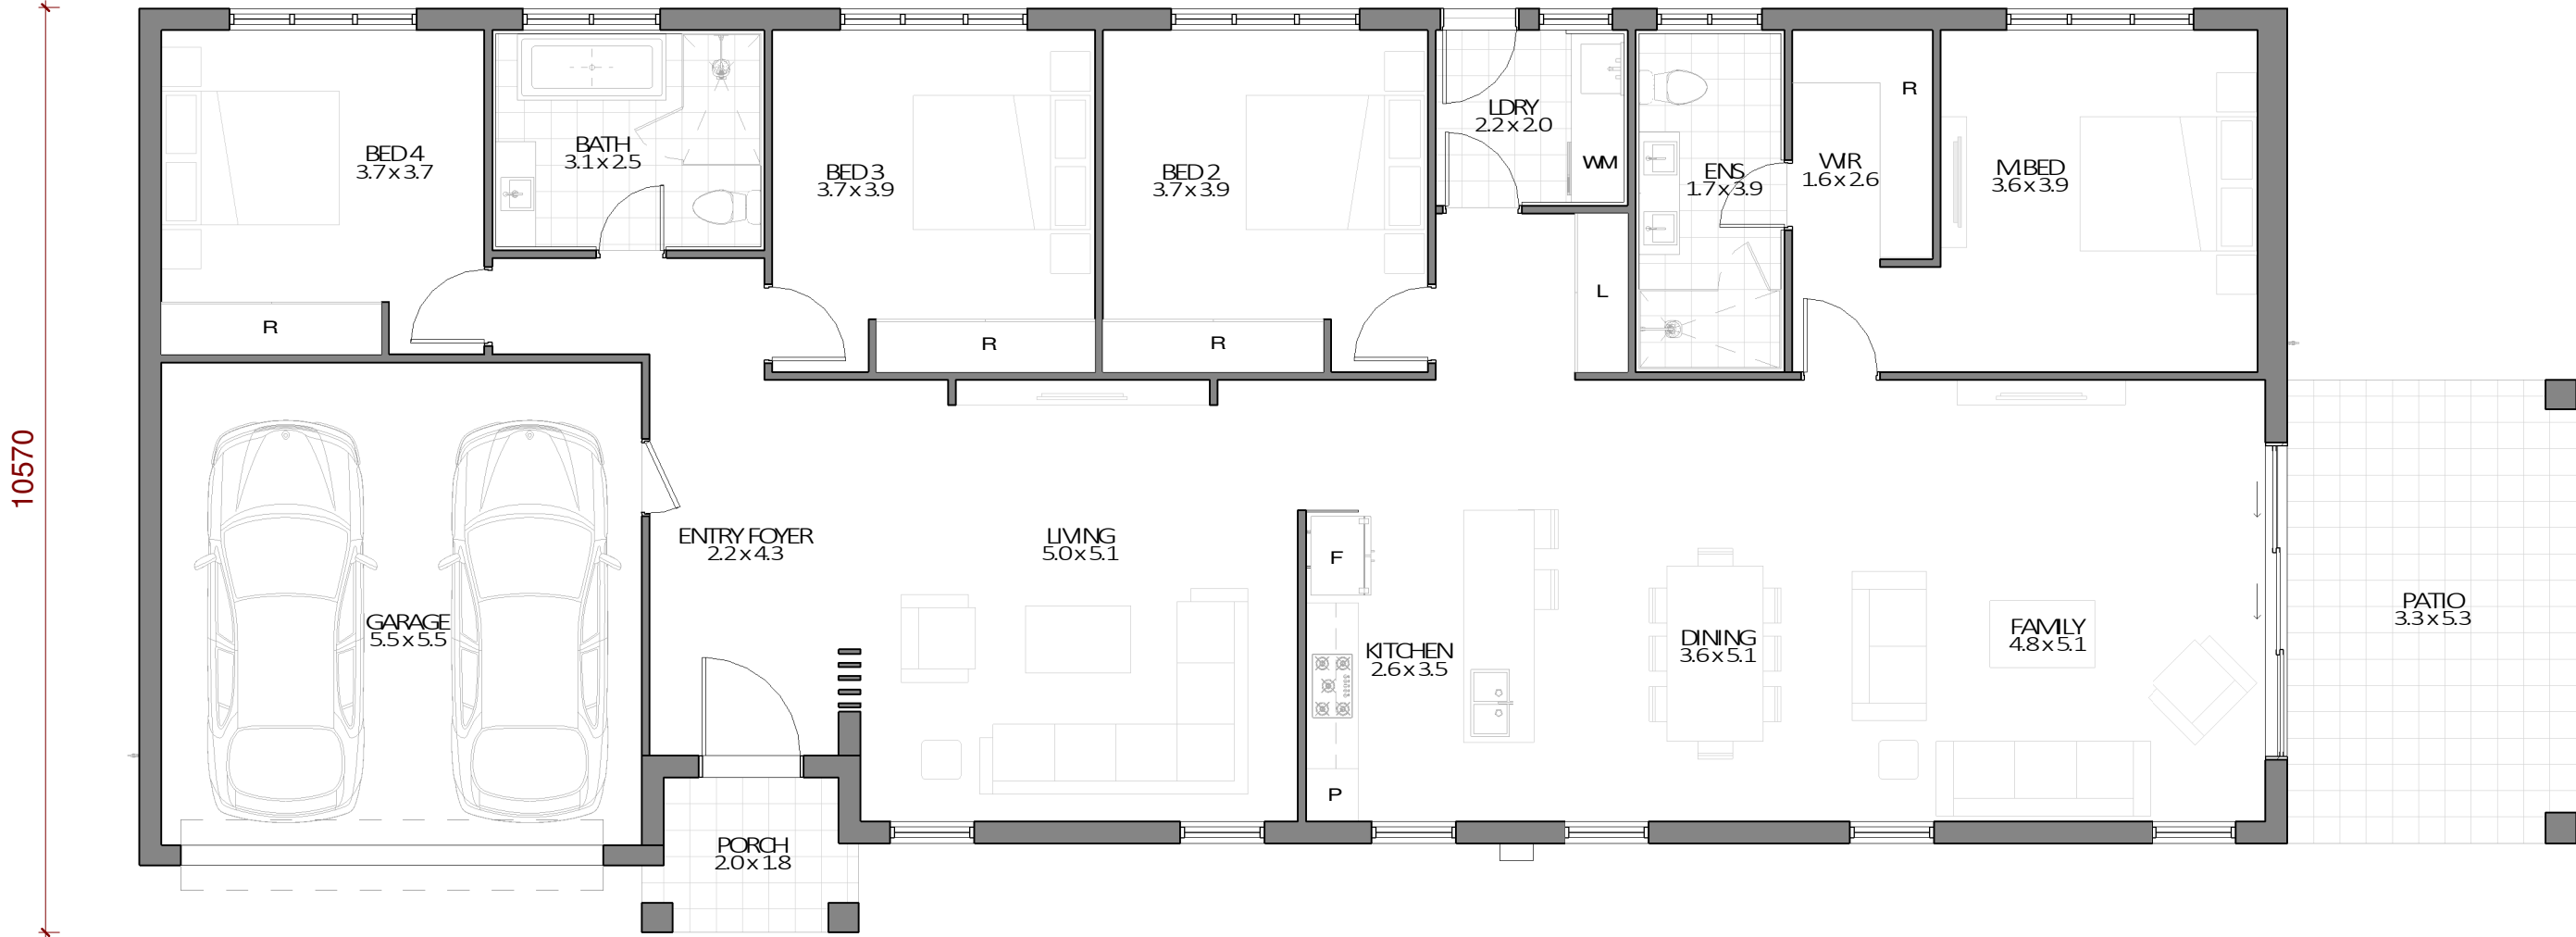 BED 4
3.7 x 3.7
R
BATH
3.1 x 2.5
BED 3
3.7 x 3.9
R
BED 2
3.7 x 3.9
R
LDRY
2.2 x 2.0
WM
L
ENS
1.7 x 3.9
WIR
1.6 x 2.6
R
M.BED
3.6 x 3.9
10570
GARAGE
5.5 x 5.5
ENTRY FOYER
2.2 x 4.3
LIVING
5.0 x 5.1
F
KITCHEN
2.6 x 3.5
P
DINING
3.6 x 5.1
FAMILY
4.8 x 5.1
PATIO
3.3 x 5.3
PORCH
2.0 x 1.8